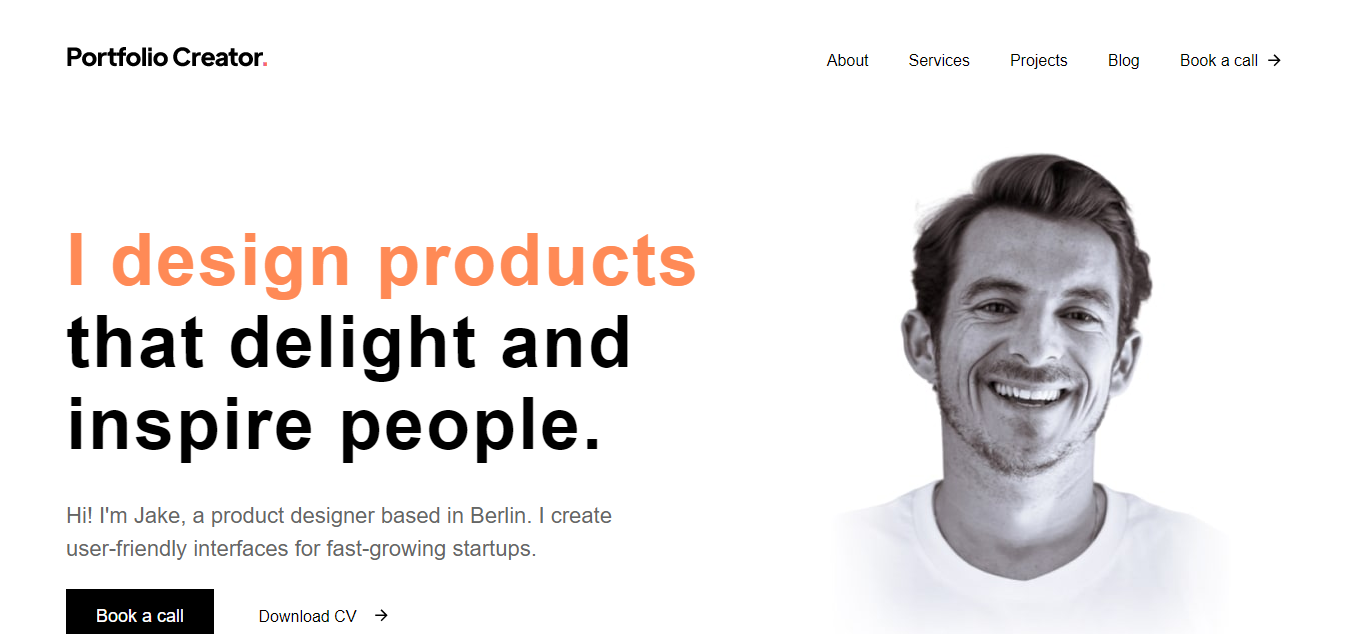 Portfolio Creator.
About Services Projects Blog Book a call →
I design products
that delight and
inspire people.
Hi! I'm Jake, a product designer based in Berlin. I create
user-friendly interfaces for fast-growing startups.
Book a call Download CV →